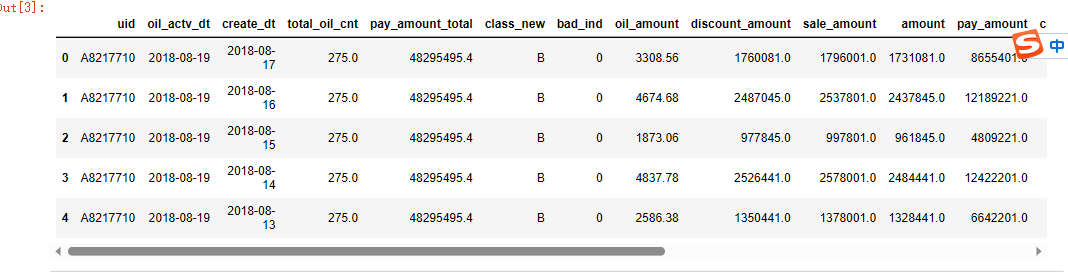 Out[3]:
uid oil_actv_dt create_dt total_oil_cnt pay_amount_total class_new bad_ind oil_amount discount_amount sale_amount amount pay_amount c
0 A8217710 2018-08-19 2018-08-17 275.0 48295495.4 B 0 3308.56 1760081.0 1796001.0 1731081.0 8655401.0
1 A8217710 2018-08-19 2018-08-16 275.0 48295495.4 B 0 4674.68 2487045.0 2537801.0 2437845.0 12189221.0
2 A8217710 2018-08-19 2018-08-15 275.0 48295495.4 B 0 1873.06 977845.0 997801.0 961845.0 4809221.0
3 A8217710 2018-08-19 2018-08-14 275.0 48295495.4 B 0 4837.78 2526441.0 2578001.0 2484441.0 12422201.0
4 A8217710 2018-08-19 2018-08-13 275.0 48295495.4 B 0 2586.38 1350441.0 1378001.0 1328441.0 6642201.0
S 中